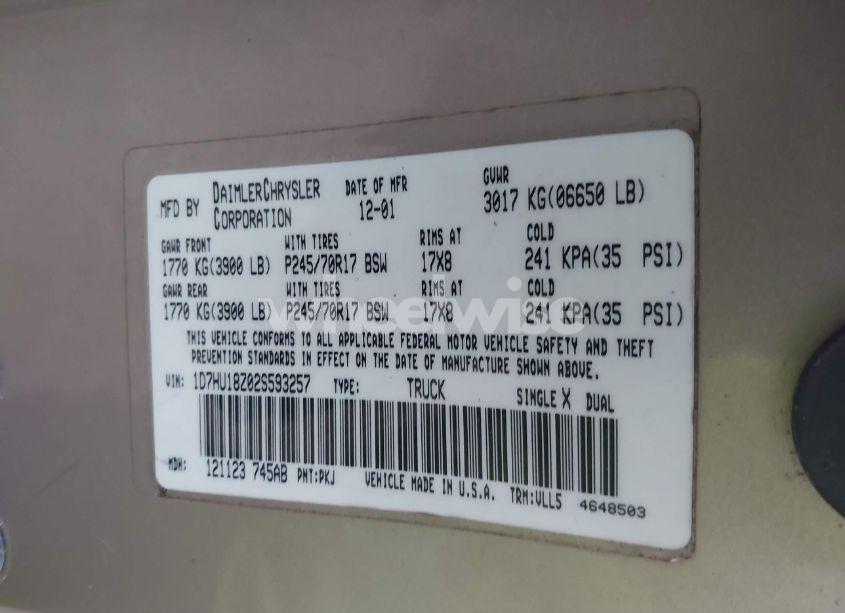 MFD BY DAIMLERCHRYSLER CORPORATION DATE OF MFR 12-01 GVWR 3017 KG(06650 LB)
GAWR FRONT WITH TIRES RIMS AT COLD
1770 KG(3900 LB) P245/70R17 BSW 17X8 241 KPA(35 PSI)
GAWR REAR WITH TIRES RIMS AT COLD
1770 KG(3900 LB) P245/70R17 BSW 17X8 241 KPA(35 PSI)
THIS VEHICLE CONFORMS TO ALL APPLICABLE FEDERAL MOTOR VEHICLE SAFETY AND THEFT
PREVENTION STANDARDS IN EFFECT ON THE DATE OF MANUFACTURE SHOWN ABOVE.
VIN: 1D7HU18Z02S593257 TYPE: TRUCK SINGLE X DUAL
MDH: 121123 745AB PNT:PKJ VEHICLE MADE IN U.S.A. TRM:VLL5 4648503
wheelwise